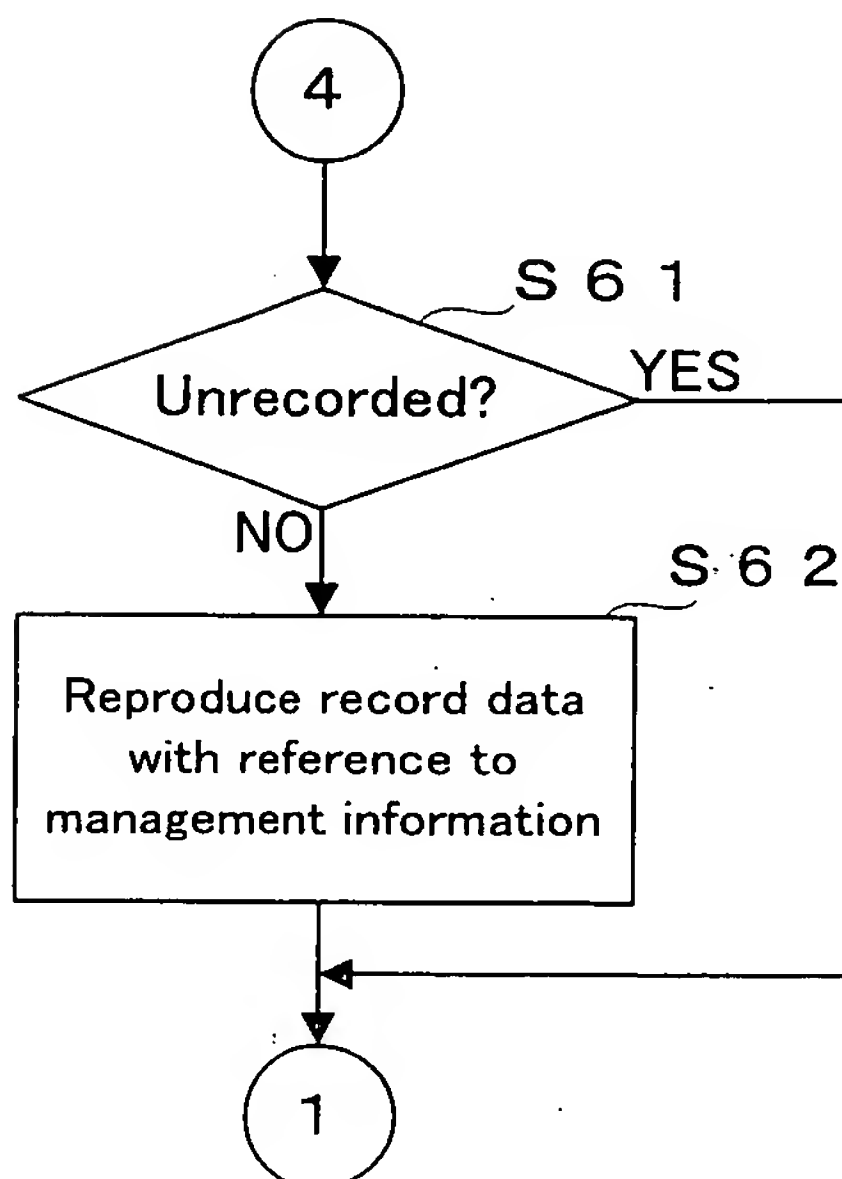 4
S 6 1
Unrecorded?
YES
NO
S 6 2
Reproduce record data
with reference to
management information
1